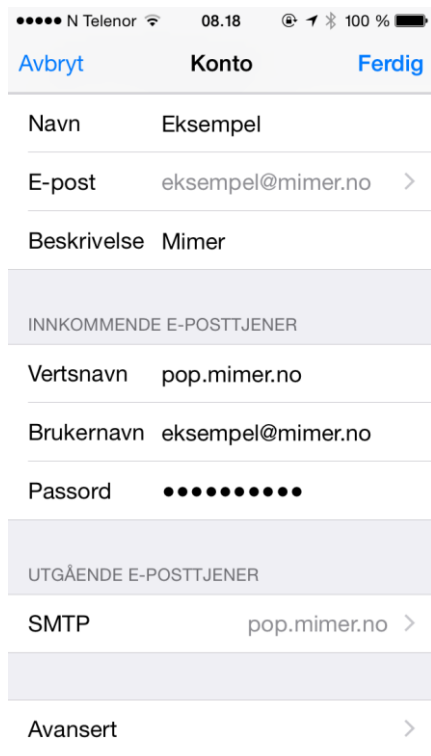 N Telenor 08.18 100 %
Avbryt Konto Ferdig
Navn Eksempel
E-post eksempel@mimer.no
Beskrivelse Mimer
INNKOMMENDE E-POSTTJENER
Vertsnavn pop.mimer.no
Brukernavn eksempel@mimer.no
Passord ●●●●●●●●●●
UTGÅENDE E-POSTTJENER
SMTP pop.mimer.no
Avansert